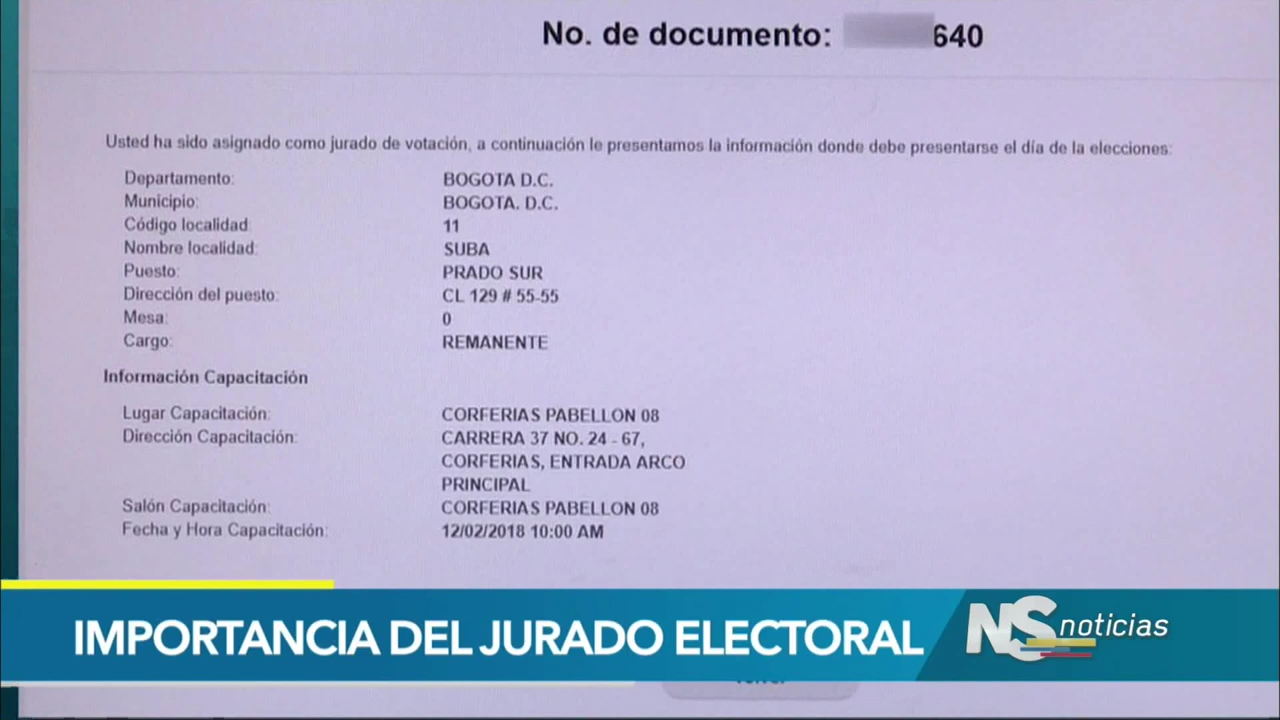 No. de documento: 640
Usted ha sido asignado como jurado de votación, a continuación le presentamos la información donde debe presentarse el día de la elecciones:
Departamento: BOGOTA D.C.
Municipio: BOGOTA. D.C.
Código localidad: 11
Nombre localidad: SUBA
Puesto: PRADO SUR
Dirección del puesto: CL 129 # 55-55
Mesa: 0
Cargo: REMANENTE
Información Capacitación
Lugar Capacitación: CORFERIAS PABELLON 08
Dirección Capacitación: CARRERA 37 NO. 24 - 67,
CORFERIAS, ENTRADA ARCO
PRINCIPAL
Salón Capacitación: CORFERIAS PABELLON 08
Fecha y Hora Capacitación: 12/02/2018 10:00 AM
IMPORTANCIA DEL JURADO ELECTORAL
NS noticias